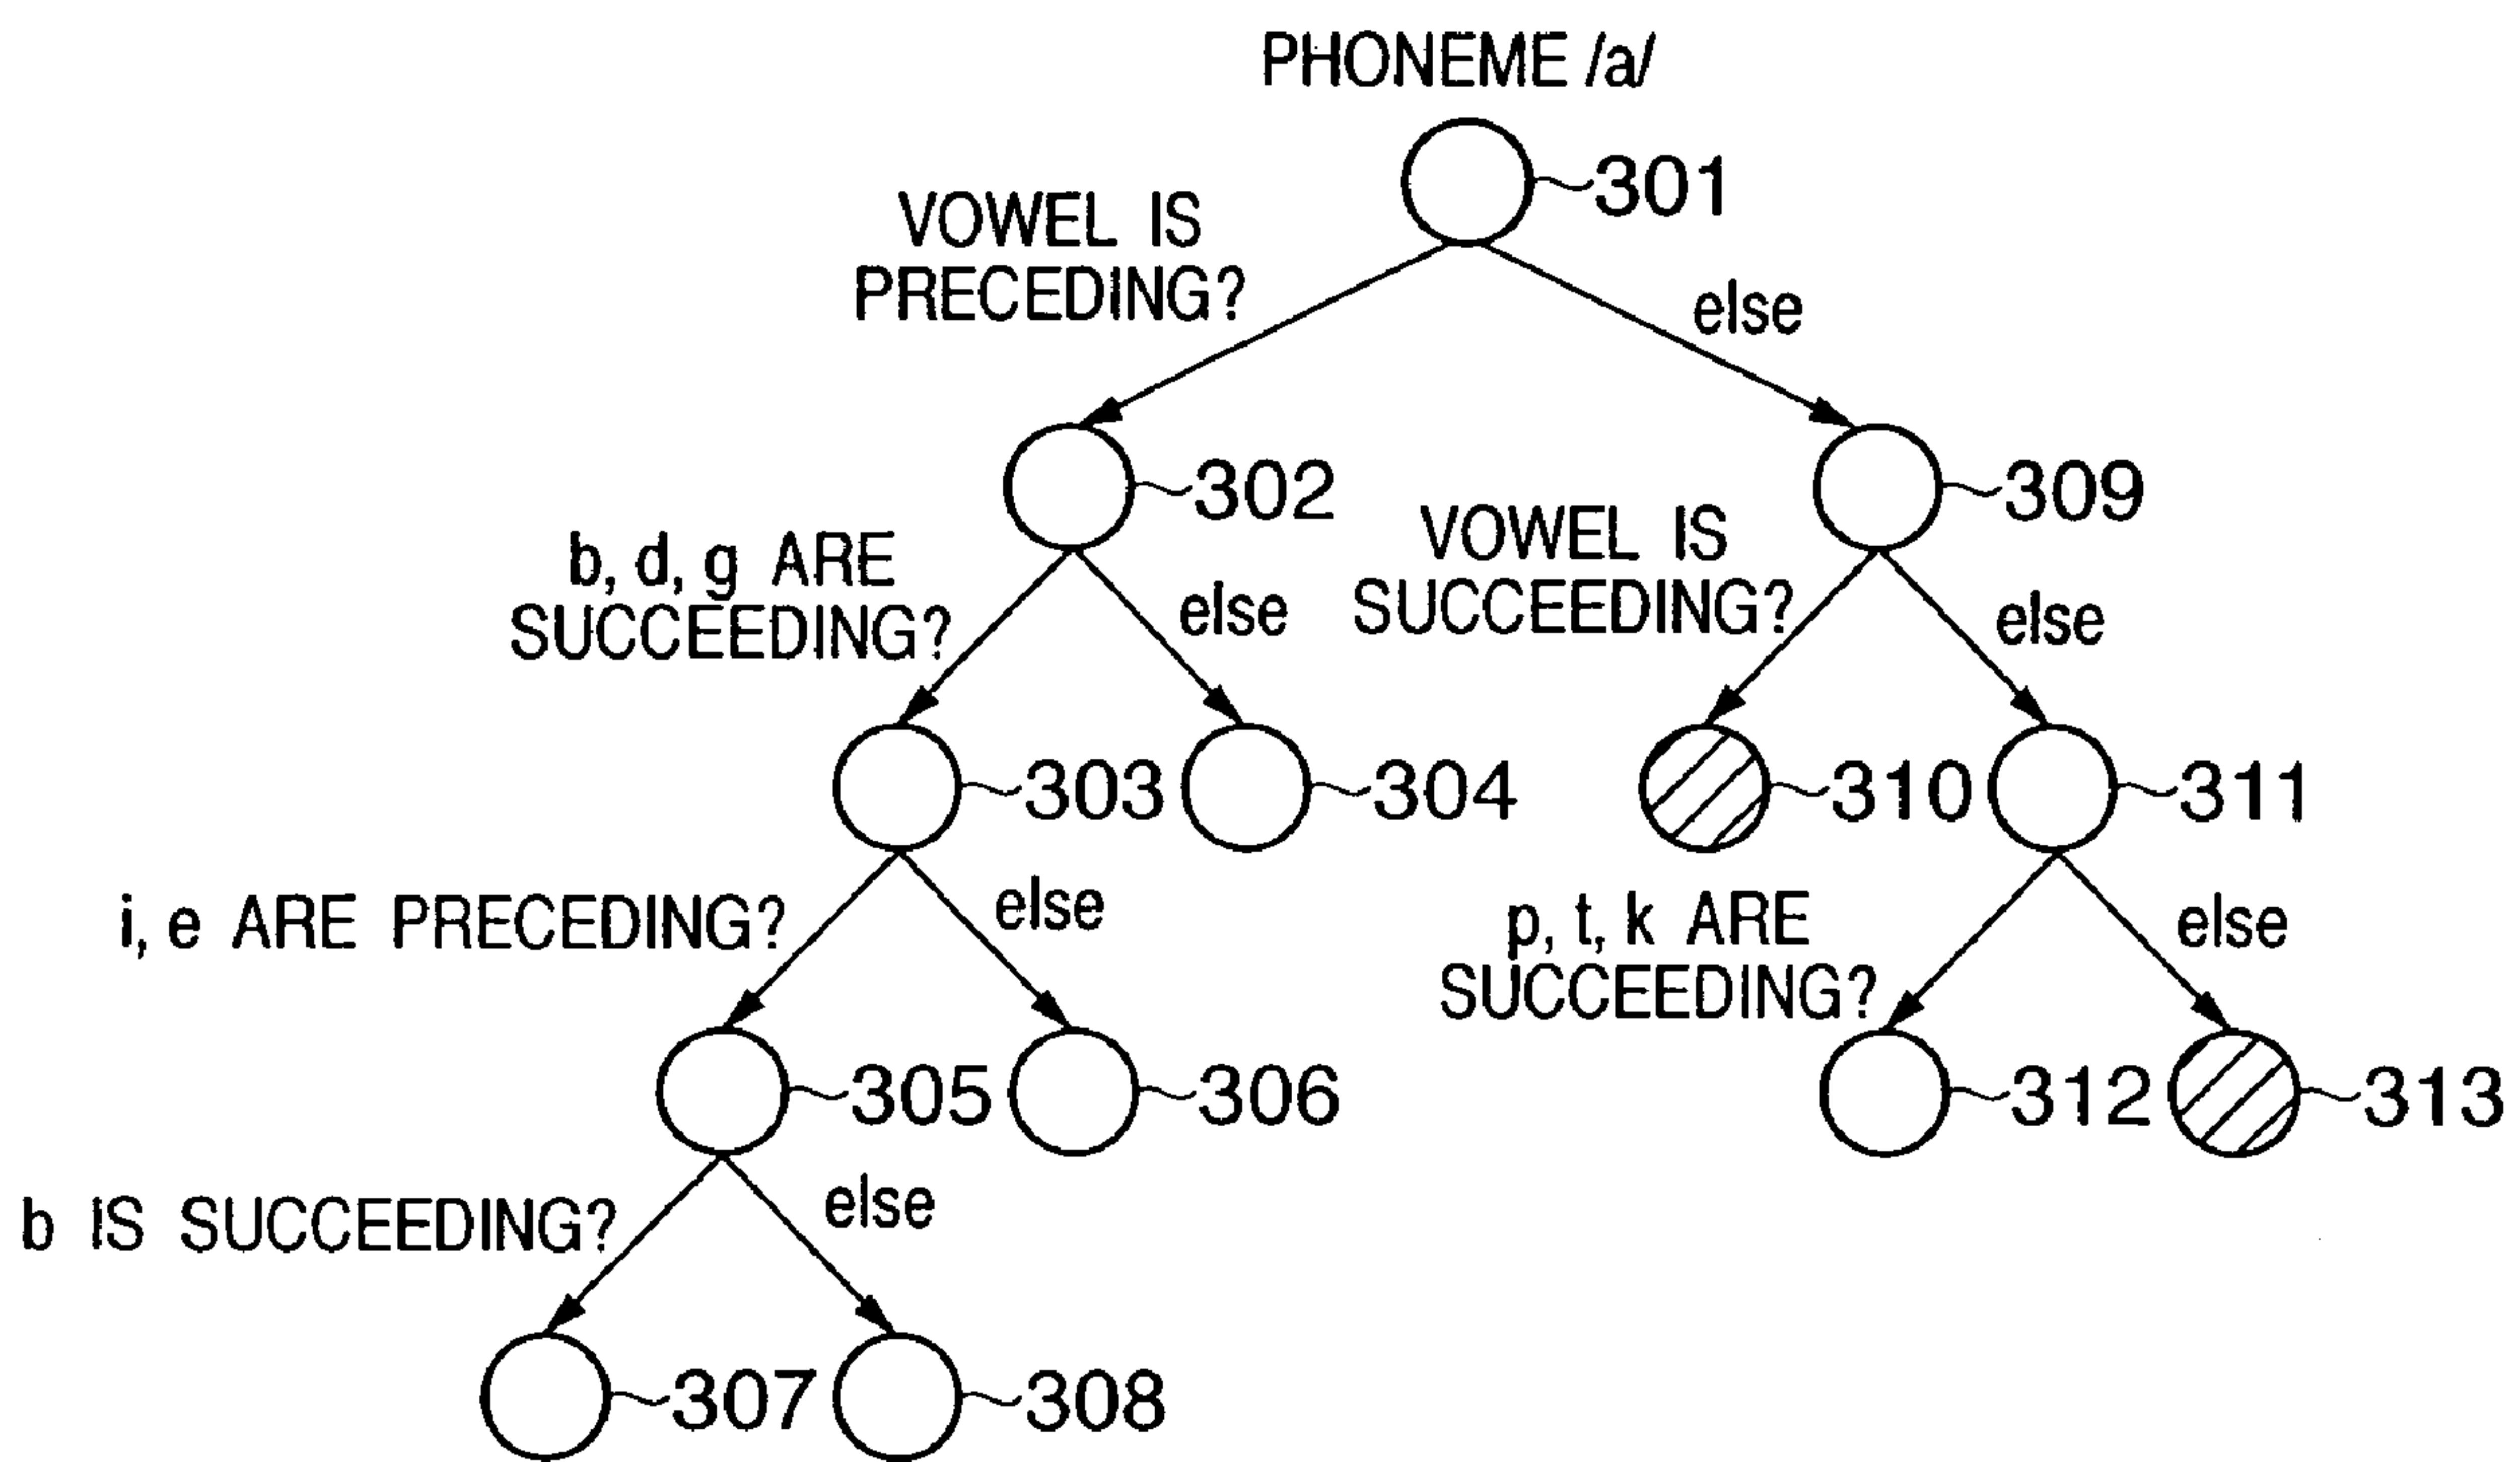 PHONEME /a/
301
VOWEL IS
PRECEDING?
else
302
309
b, d, g ARE
SUCCEEDING?
else
VOWEL IS
SUCCEEDING?
else
303
304
310
311
i, e ARE PRECEDING?
else
p, t, k ARE
SUCCEEDING?
else
305
306
312
313
b IS SUCCEEDING?
else
307
308